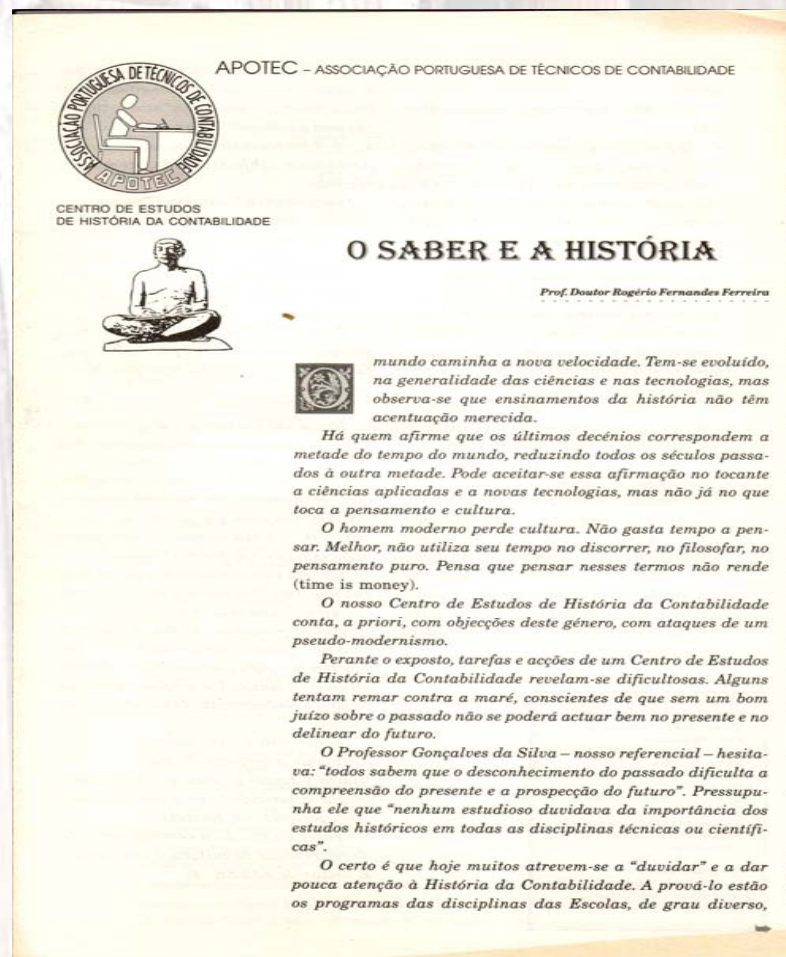 APOTEC – ASSOCIAÇÃO PORTUGUESA DE TÉCNICOS DE CONTABILIDADE
ASSOCIAÇÃO PORTUGUESA DE TÉCNICOS DE CONTABILIDADE
APOTEC
CENTRO DE ESTUDOS
DE HISTÓRIA DA CONTABILIDADE
O SABER E A HISTÓRIA
Prof. Doutor Rogério Fernandes Ferreira
O mundo caminha a nova velocidade. Tem-se evoluído,
na generalidade das ciências e nas tecnologias, mas
observa-se que ensinamentos da história não têm
acentuação merecida.
Há quem afirme que os últimos decénios correspondem a
metade do tempo do mundo, reduzindo todos os séculos passa-
dos à outra metade. Pode aceitar-se essa afirmação no tocante
a ciências aplicadas e a novas tecnologias, mas não já no que
toca a pensamento e cultura.
O homem moderno perde cultura. Não gasta tempo a pen-
sar. Melhor, não utiliza seu tempo no discorrer, no filosofar, no
pensamento puro. Pensa que pensar nesses termos não rende
(time is money).
O nosso Centro de Estudos de História da Contabilidade
conta, a priori, com objecções deste género, com ataques de um
pseudo-modernismo.
Perante o exposto, tarefas e acções de um Centro de Estudos
de História da Contabilidade revelam-se dificultosas. Alguns
tentam remar contra a maré, conscientes de que sem um bom
juízo sobre o passado não se poderá actuar bem no presente e no
delinear do futuro.
O Professor Gonçalves da Silva – nosso referencial – hesita-
va: “todos sabem que o desconhecimento do passado dificulta a
compreensão do presente e a prospecção do futuro”. Pressupu-
nha ele que “nenhum estudioso duvidava da importância dos
estudos históricos em todas as disciplinas técnicas ou científi-
cas”.
O certo é que hoje muitos atrevem-se a “duvidar” e a dar
pouca atenção à História da Contabilidade. A prová-lo estão
os programas das disciplinas das Escolas, de grau diverso,